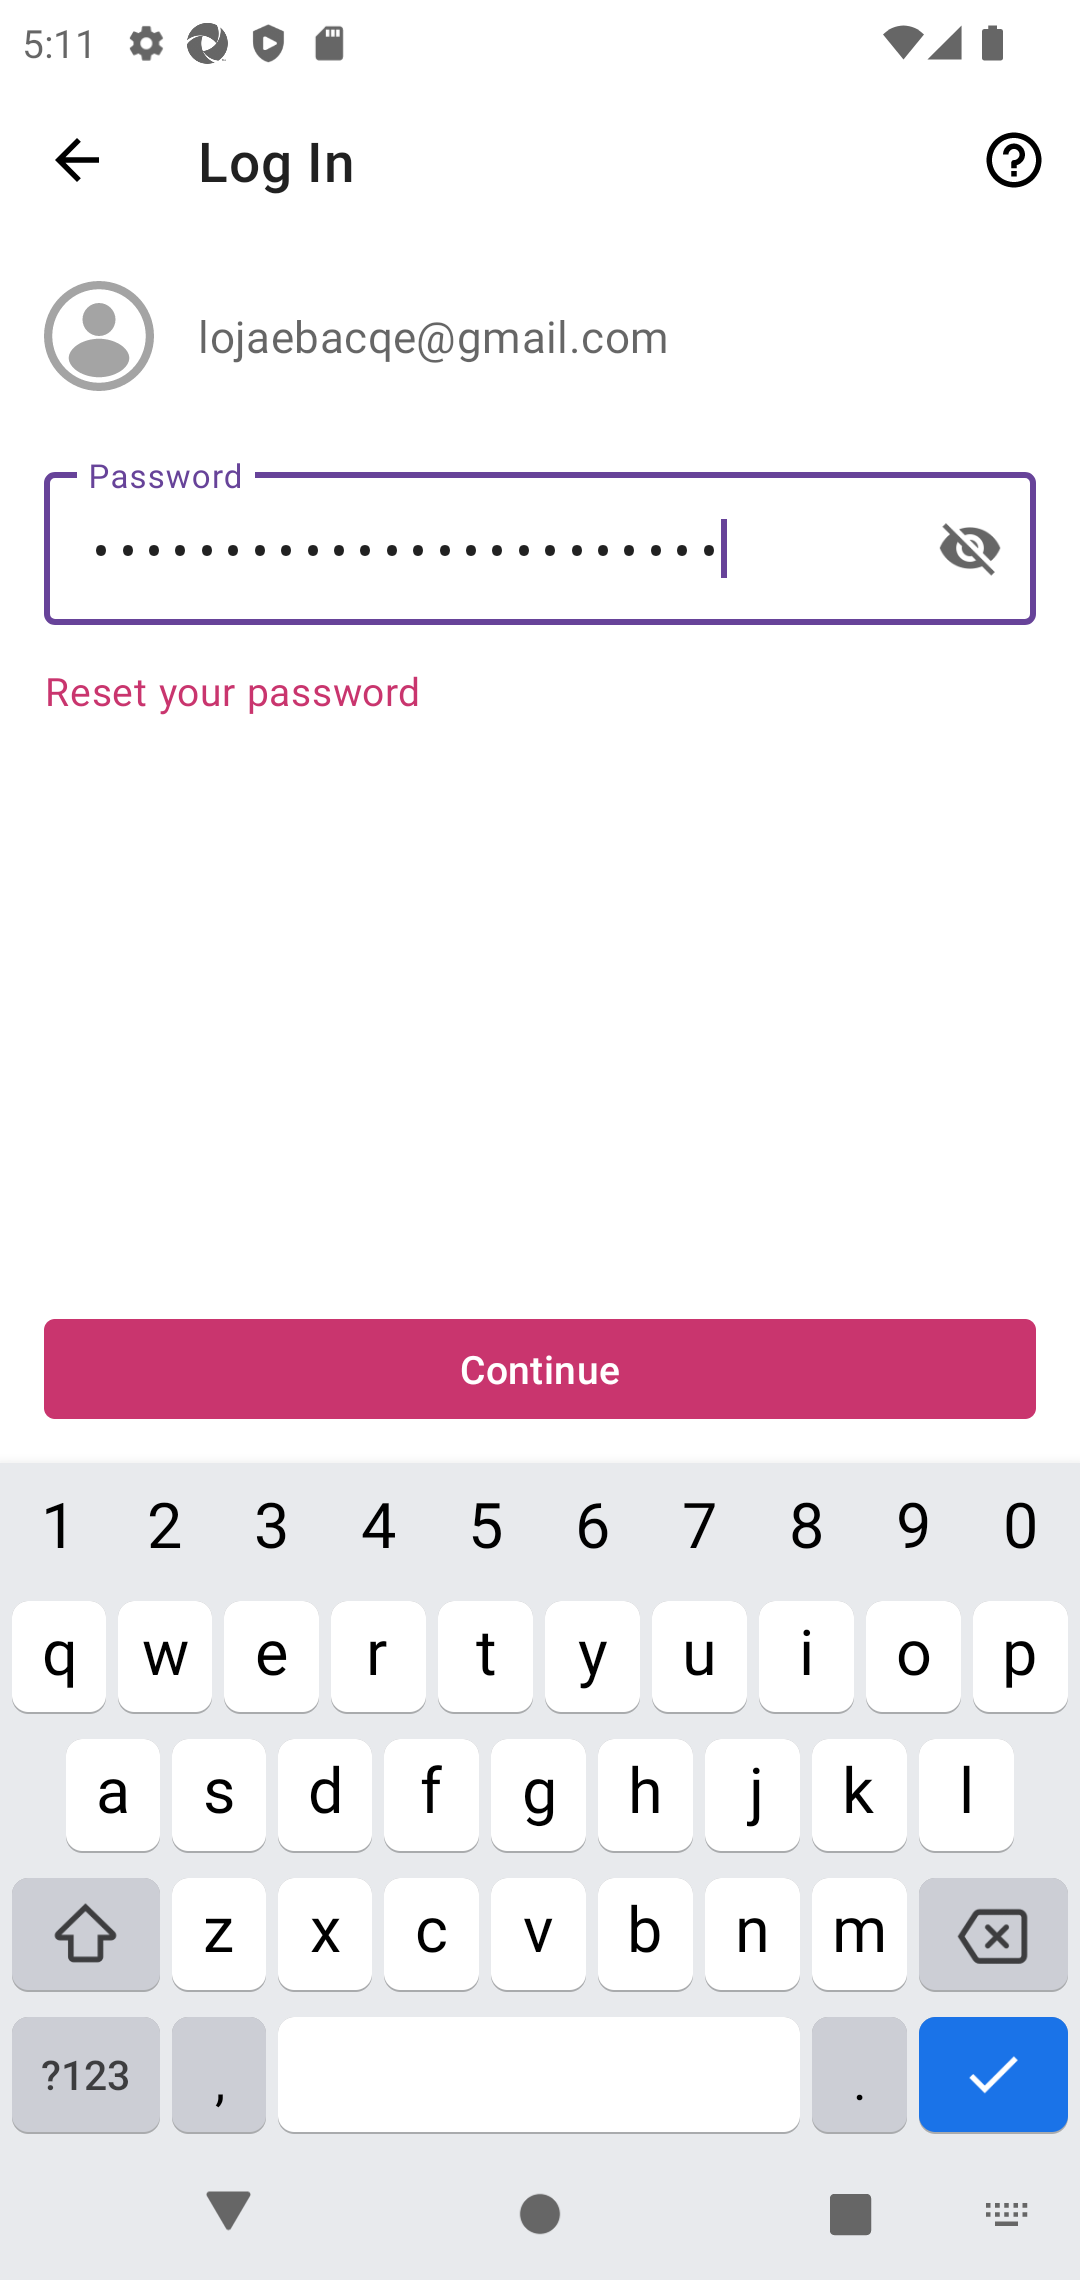 5:11
Log In
lojaebacqe@gmail.com
Password
••••••••••••••••••••••••
Reset your password
Continue
1 2 3 4 5 6 7 8 9 0
q w e r t y u i o p
a s d f g h j k l
z x c v b n m
?123 , .